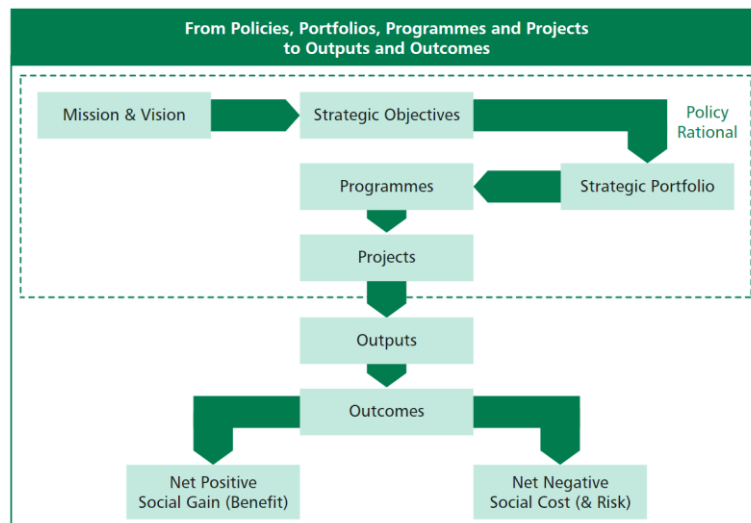 From Policies, Portfolios, Programmes and Projects
to Outputs and Outcomes
Mission & Vision
Strategic Objectives
Policy
Rational
Programmes
Strategic Portfolio
Projects
Outputs
Outcomes
Net Positive
Social Gain (Benefit)
Net Negative
Social Cost (& Risk)